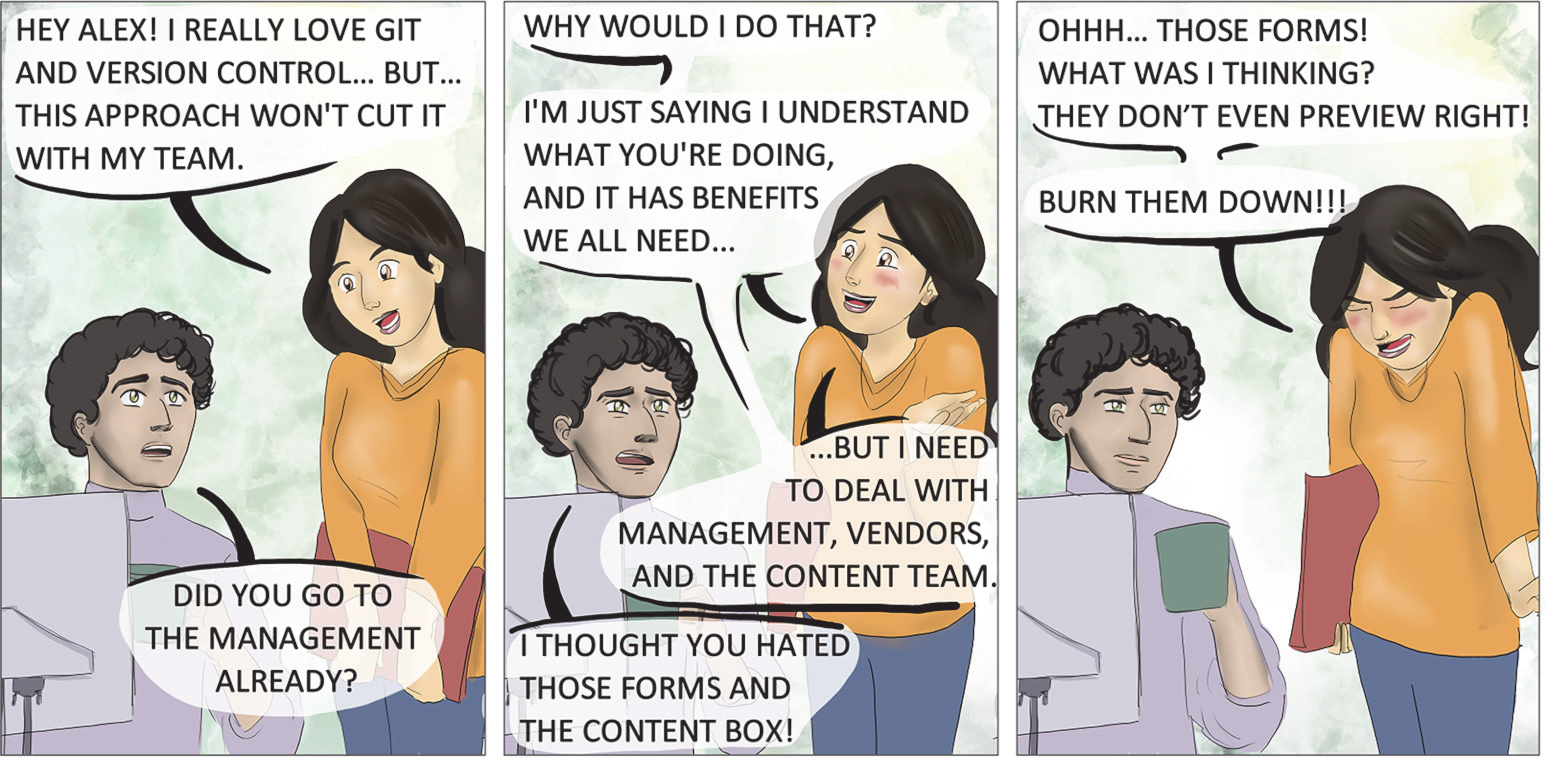 HEY ALEX! I REALLY LOVE GIT
AND VERSION CONTROL... BUT...
THIS APPROACH WON'T CUT IT
WITH MY TEAM.
DID YOU GO TO
THE MANAGEMENT
ALREADY?
WHY WOULD I DO THAT?
I'M JUST SAYING I UNDERSTAND
WHAT YOU'RE DOING,
AND IT HAS BENEFITS
WE ALL NEED...
...BUT I NEED
TO DEAL WITH
MANAGEMENT, VENDORS,
AND THE CONTENT TEAM.
I THOUGHT YOU HATED
THOSE FORMS AND
THE CONTENT BOX!
OHHH... THOSE FORMS!
WHAT WAS I THINKING?
THEY DON’T EVEN PREVIEW RIGHT!
BURN THEM DOWN!!!